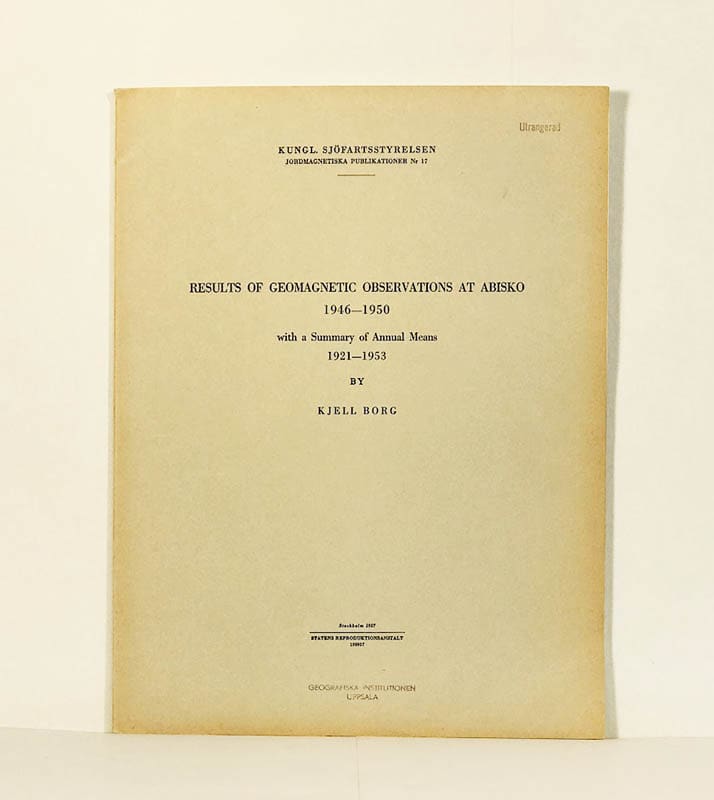 Utrangerad
KUNGL. SJÖFARTSSTYRELSEN
JORDMAGNETISKA PUBLIKATIONER Nr 17
RESULTS OF GEOMAGNETIC OBSERVATIONS AT ABISKO
1946—1950
with a Summary of Annual Means
1921—1953
BY
KJELL BORG
Stockholm 1957
STATENS REPRODUKTIONSANSTALT
GEOGRAFISKA INSTITUTIONEN
UPPSALA